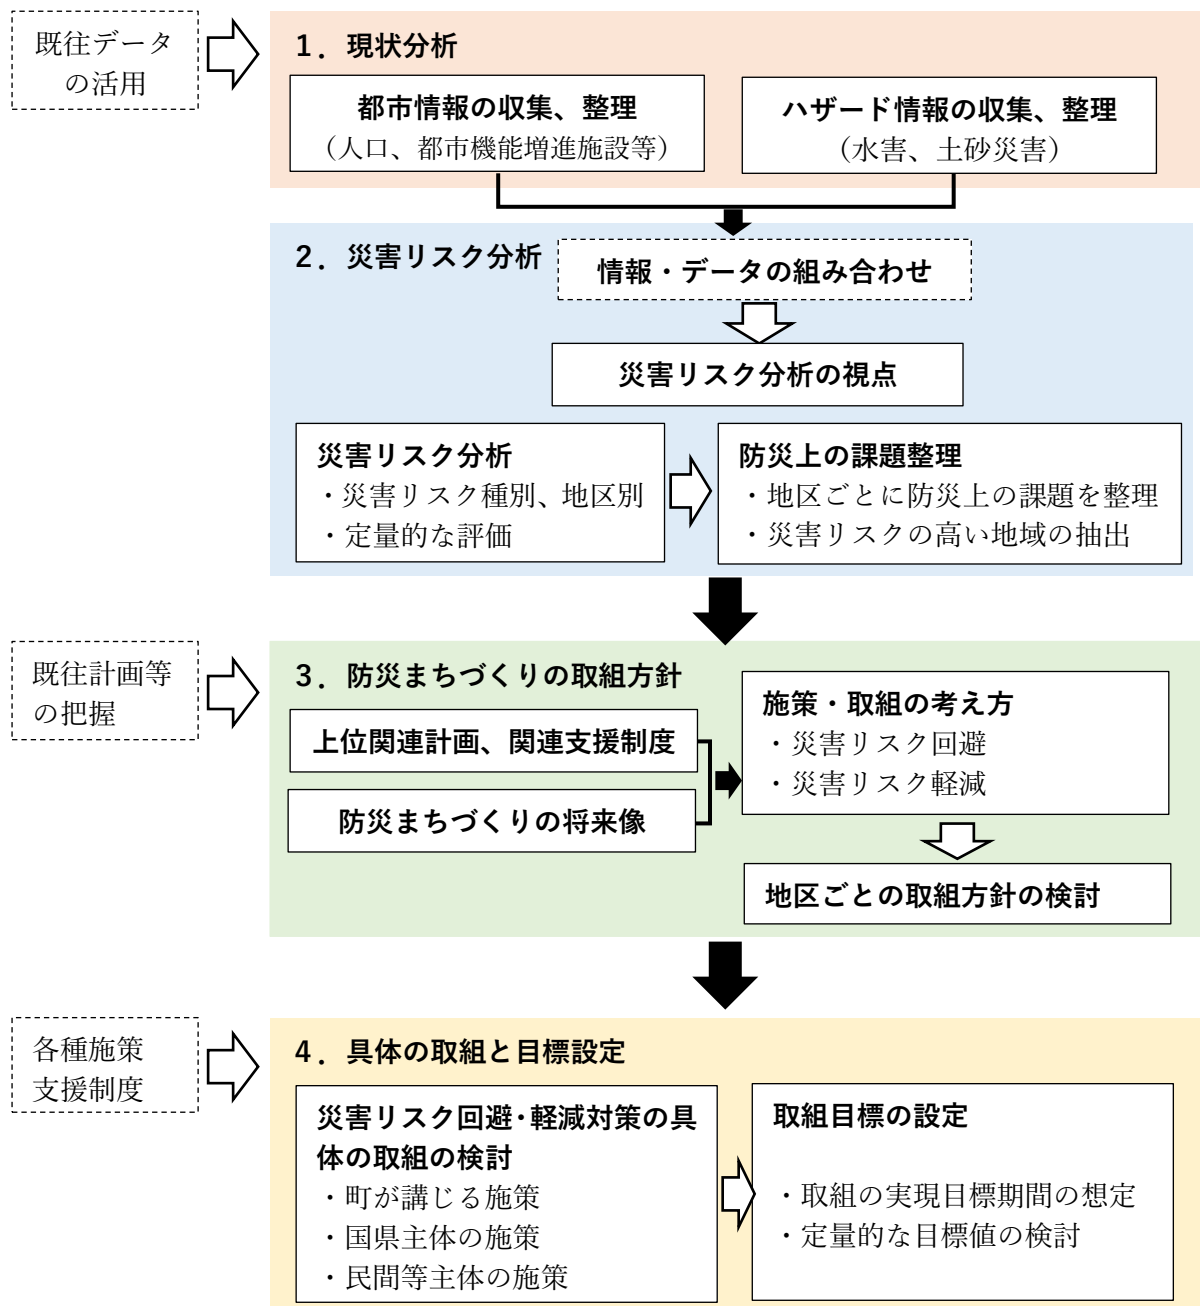 既往データ
の活用
1．現状分析
都市情報の収集、整理
（人口、都市機能増進施設等）
ハザード情報の収集、整理
（水害、土砂災害）
2．災害リスク分析
情報・データの組み合わせ
災害リスク分析の視点
災害リスク分析
・災害リスク種別、地区別
・定量的な評価
防災上の課題整理
・地区ごとに防災上の課題を整理
・災害リスクの高い地域の抽出
既往計画等
の把握
3．防災まちづくりの取組方針
上位関連計画、関連支援制度
防災まちづくりの将来像
施策・取組の考え方
・災害リスク回避
・災害リスク軽減
地区ごとの取組方針の検討
各種施策
支援制度
4．具体の取組と目標設定
災害リスク回避・軽減対策の具
体の取組の検討
・町が講じる施策
・国県主体の施策
・民間等主体の施策
取組目標の設定
・取組の実現目標期間の想定
・定量的な目標値の検討